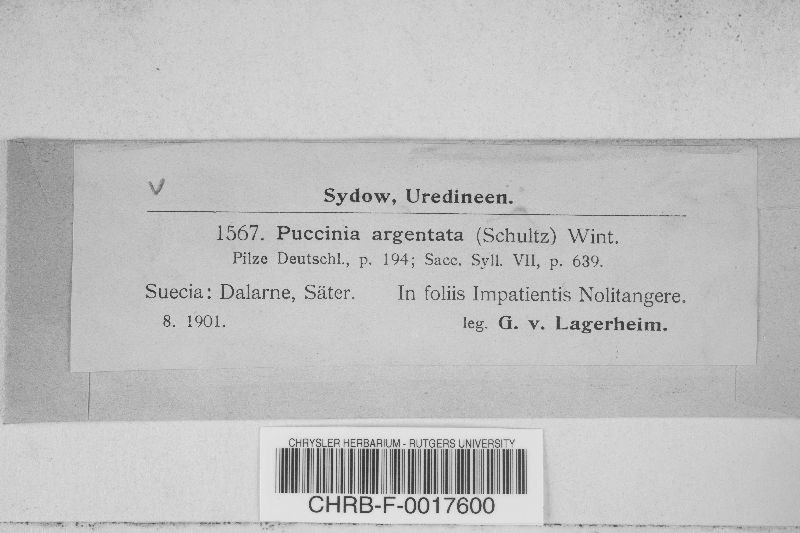 Sydow, Uredineen.
1567. Puccinia argentata (Schultz) Wint.
Pilze Deutschl., p. 194; Sacc. Syll. VII, p. 639.
Suecia: Dalarne, Säter. In foliis Impatientis Nolitangere.
8. 1901. leg. G. v. Lagerheim.
CHRYSLER HERBARIUM - RUTGERS UNIVERSITY
CHRB-F-0017600